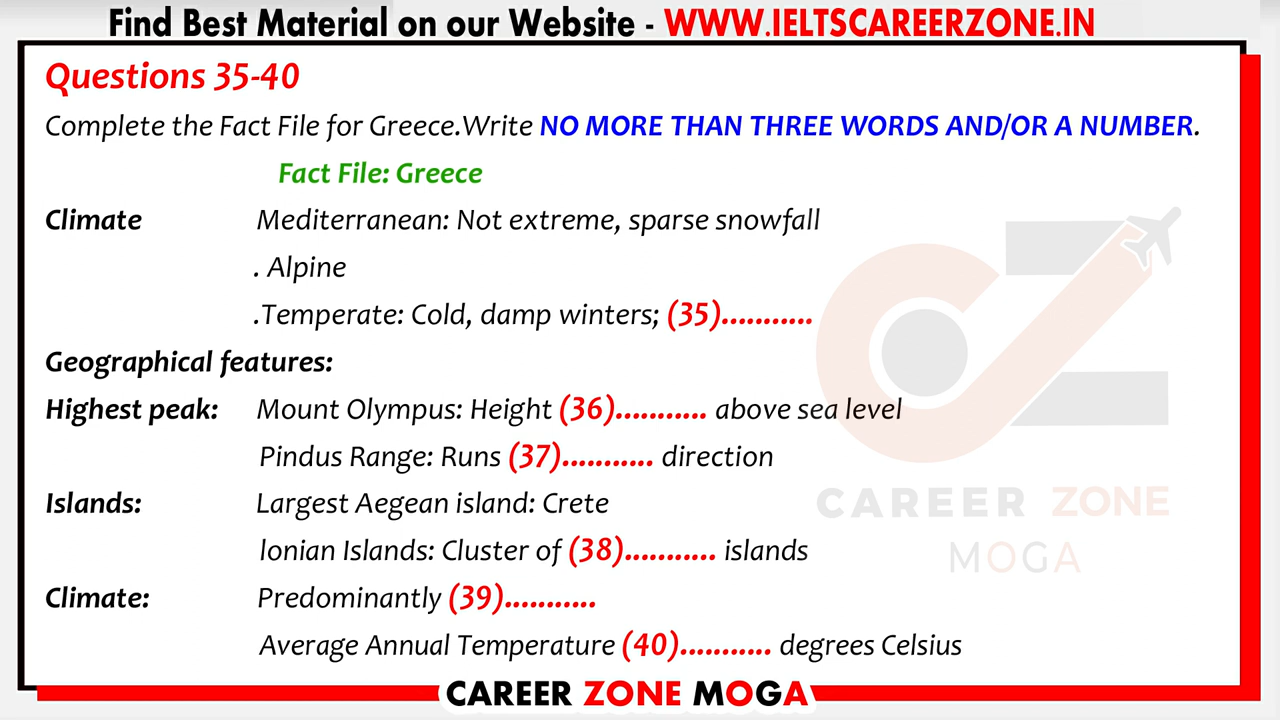 Find Best Material on our Website - WWW.IELTSCAREERZONE.IN
Questions 35-40
Complete the Fact File for Greece.Write NO MORE THAN THREE WORDS AND/OR A NUMBER.
Fact File: Greece
Climate Mediterranean: Not extreme, sparse snowfall
. Alpine
.Temperate: Cold, damp winters; (35)...........
Geographical features:
Highest peak: Mount Olympus: Height (36)........... above sea level
Pindus Range: Runs (37)........... direction
Islands: Largest Aegean island: Crete
Ionian Islands: Cluster of (38)........... islands
Climate: Predominantly (39)...........
Average Annual Temperature (40)........... degrees Celsius
CAREER ZONE
MOGA
CAREER ZONE MOGA